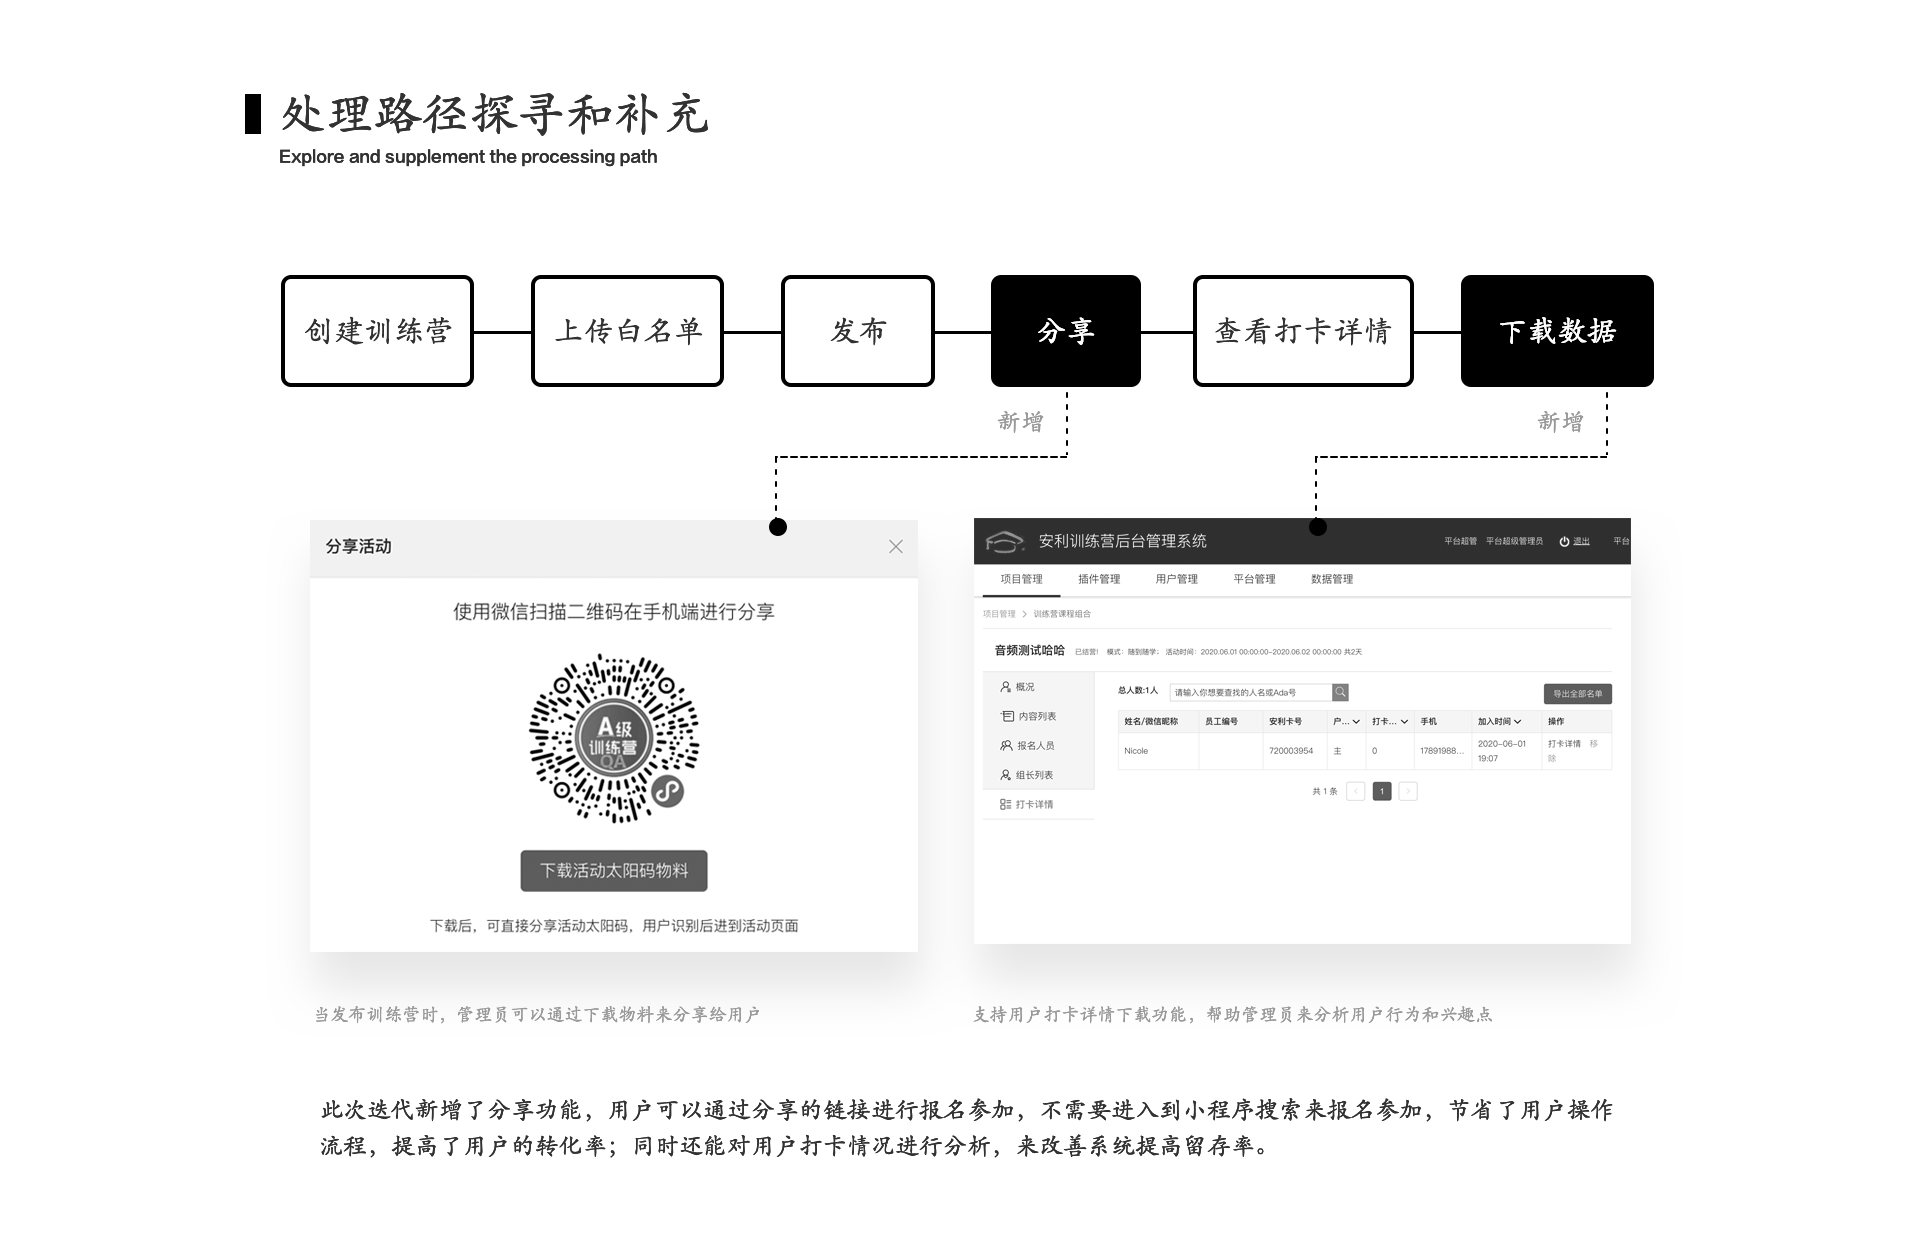 处理路径探寻和补充
Explore and supplement the processing path
创建训练营
上传白名单
发布
分享
查看打卡详情
下载数据
新增
新增
分享活动
使用微信扫描二维码在手机端进行分享
A级
训练营
QA
下载活动太阳码物料
下载后，可直接分享活动太阳码，用户识别后进到活动页面
安利训练营后台管理系统
平台超管 平台超级管理员 退出 平台
项目管理 插件管理 用户管理 平台管理 数据管理
项目管理 > 训练营课程组合
音频测试哈哈 已结营! 模式：随到随学; 活动时间：2020.06.01 00:00:00~2020.06.02 00:00:00 共2天
概况
内容列表
报名人员
组长列表
打卡详情
总人数:1人 请输入你想要查找的人名或Ada号 导出全部名单
姓名/微信昵称 员工编号 安利卡号 户... 打卡... 手机 加入时间 操作
Nicole 720003954 主 0 17891988... 2020-06-01 19:07 打卡详情 移除
共 1 条 < 1 >
当发布训练营时，管理员可以通过下载物料来分享给用户
支持用户打卡详情下载功能，帮助管理员来分析用户行为和兴趣点
此次迭代新增了分享功能，用户可以通过分享的链接进行报名参加，不需要进入到小程序搜索来报名参加，节省了用户操作
流程，提高了用户的转化率；同时还能对用户打卡情况进行分析，来改善系统提高留存率。